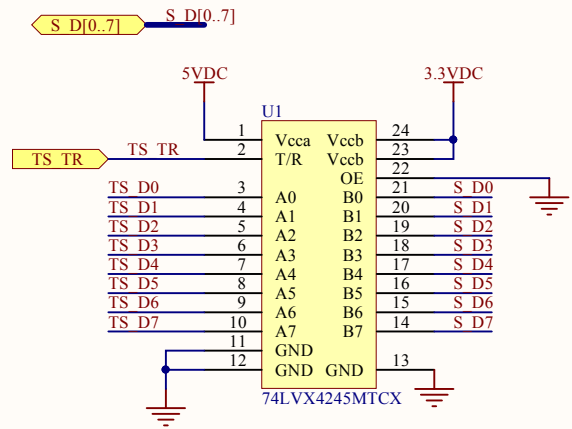 S_D[0..7] S_D[0..7]
5VDC 3.3VDC
U1
1 Vcca Vccb 24
TS_TR TS_TR 2 T/R Vccb 23
OE 22
TS_D0 3 A0 B0 21 S_D0
TS_D1 4 A1 B1 20 S_D1
TS_D2 5 A2 B2 19 S_D2
TS_D3 6 A3 B3 18 S_D3
TS_D4 7 A4 B4 17 S_D4
TS_D5 8 A5 B5 16 S_D5
TS_D6 9 A6 B6 15 S_D6
TS_D7 10 A7 B7 14 S_D7
11 GND
12 GND GND 13
74LVX4245MTCX